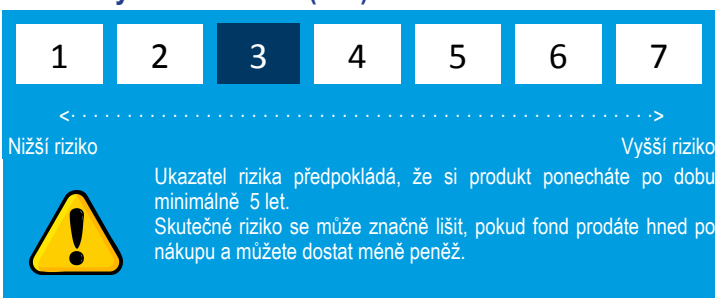 1 2 3 4 5 6 7
Nižší riziko Vyšší riziko
Ukazatel rizika předpokládá, že si produkt ponecháte po dobu
minimálně 5 let.
Skutečné riziko se může značně lišit, pokud fond prodáte hned po
nákupu a můžete dostat méně peněž.